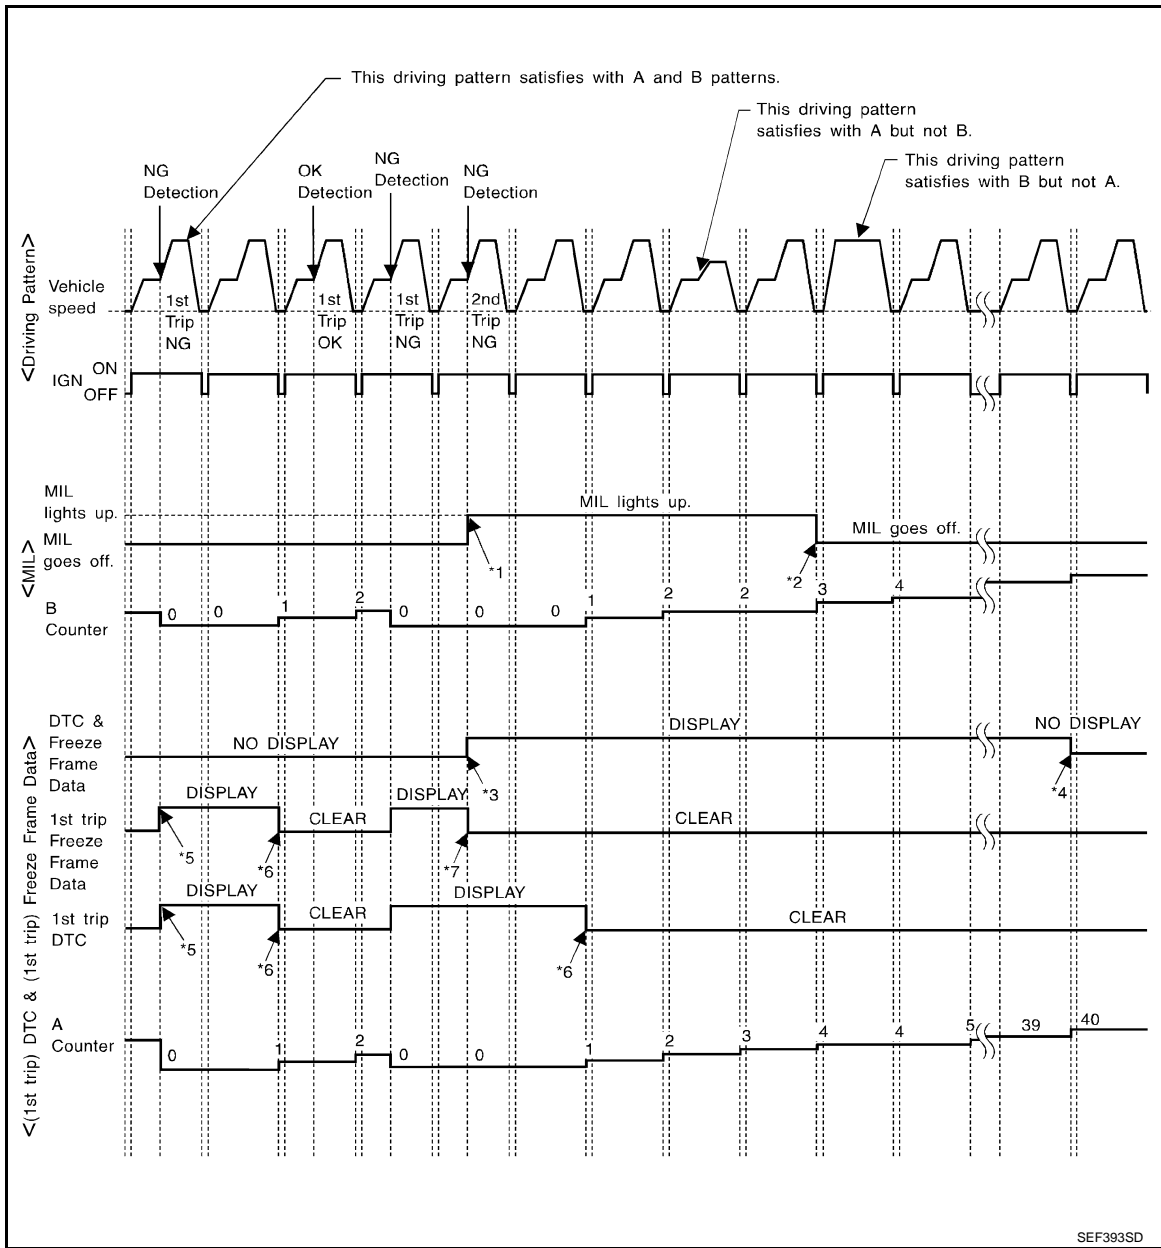 This driving pattern satisfies with A and B patterns.
This driving pattern
satisfies with A but not B.
This driving pattern
satisfies with B but not A.
NG
Detection
OK
Detection
NG
Detection
NG
Detection
<Driving Pattern>
Vehicle
speed
1st
Trip
NG
1st
Trip
OK
1st
Trip
NG
2nd
Trip
NG
IGN ON
OFF
<MIL>
MIL
lights up.
MIL
goes off.
MIL lights up.
MIL goes off.
*1
*2
B
Counter
0 0 1 2 0 0 0 1 2 2 3 4
<(1st trip) DTC & (1st trip) Freeze Frame Data>
DTC &
Freeze
Frame
Data
NO DISPLAY
DISPLAY
NO DISPLAY
*3
*4
1st trip
Freeze
Frame
Data
DISPLAY
CLEAR
DISPLAY
CLEAR
*5
*6
*7
1st trip
DTC
DISPLAY
CLEAR
DISPLAY
CLEAR
*5
*6
*6
A
Counter
0 1 2 0 0 1 2 3 4 4 5 39 40
SEF393SD